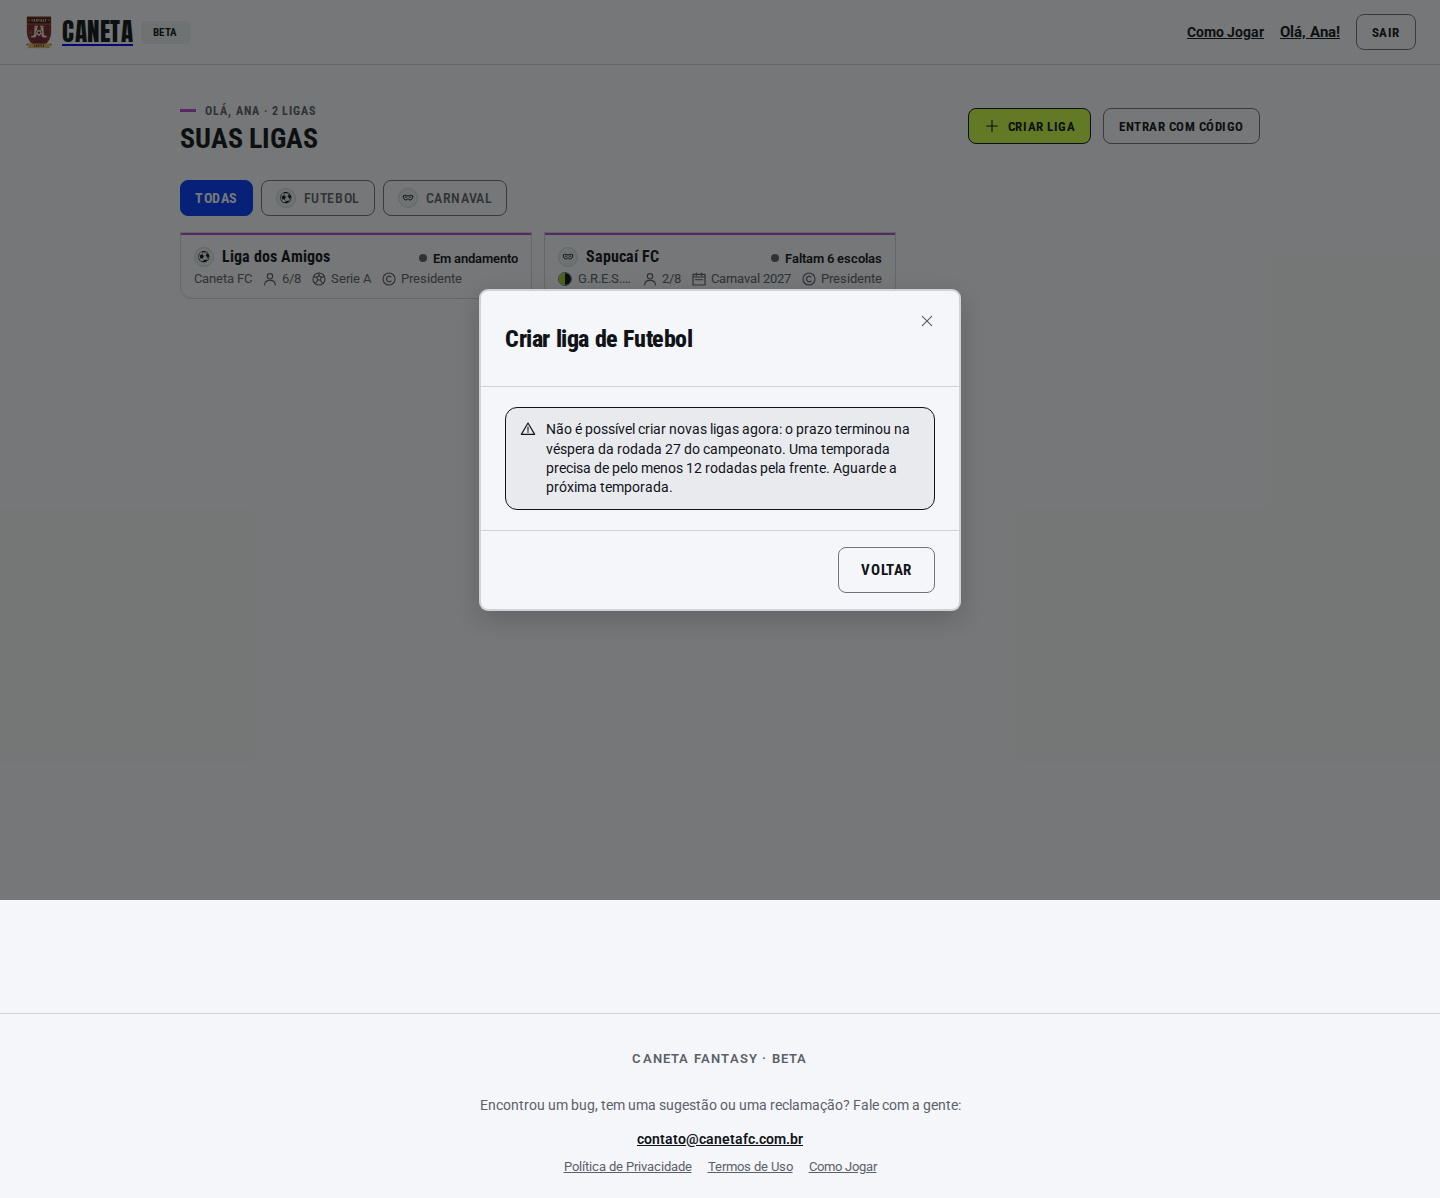 CANETA
BETA
Como Jogar
Olá, Ana!
SAIR
OLÁ, ANA · 2 LIGAS
SUAS LIGAS
CRIAR LIGA
ENTRAR COM CÓDIGO
TODAS
FUTEBOL
CARNAVAL
Liga dos Amigos
Em andamento
Caneta FC
6/8
Serie A
Presidente
Sapucaí FC
Faltam 6 escolas
G.R.E.S....
2/8
Carnaval 2027
Presidente
Criar liga de Futebol
Não é possível criar novas ligas agora: o prazo terminou na
véspera da rodada 27 do campeonato. Uma temporada
precisa de pelo menos 12 rodadas pela frente. Aguarde a
próxima temporada.
VOLTAR
CANETA FANTASY · BETA
Encontrou um bug, tem uma sugestão ou uma reclamação? Fale com a gente:
contato@canetafc.com.br
Política de Privacidade
Termos de Uso
Como Jogar